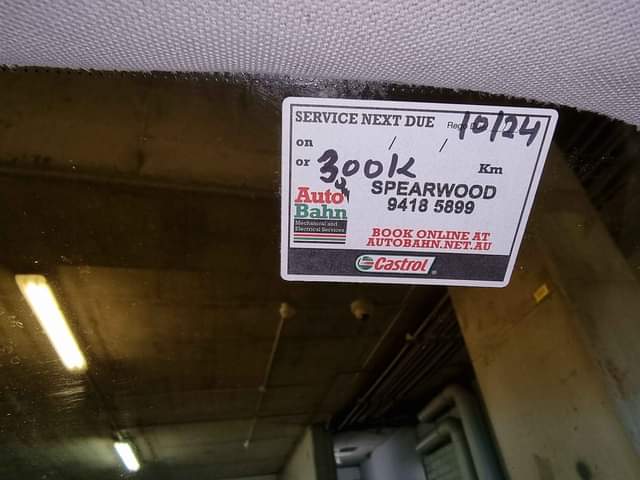 SERVICE NEXT DUE 10/24
on / /
or 300K Km
Auto
Bahn
Mechanical and
Electrical Services
SPEARWOOD
9418 5899
BOOK ONLINE AT
AUTOBAHN.NET.AU
Castrol